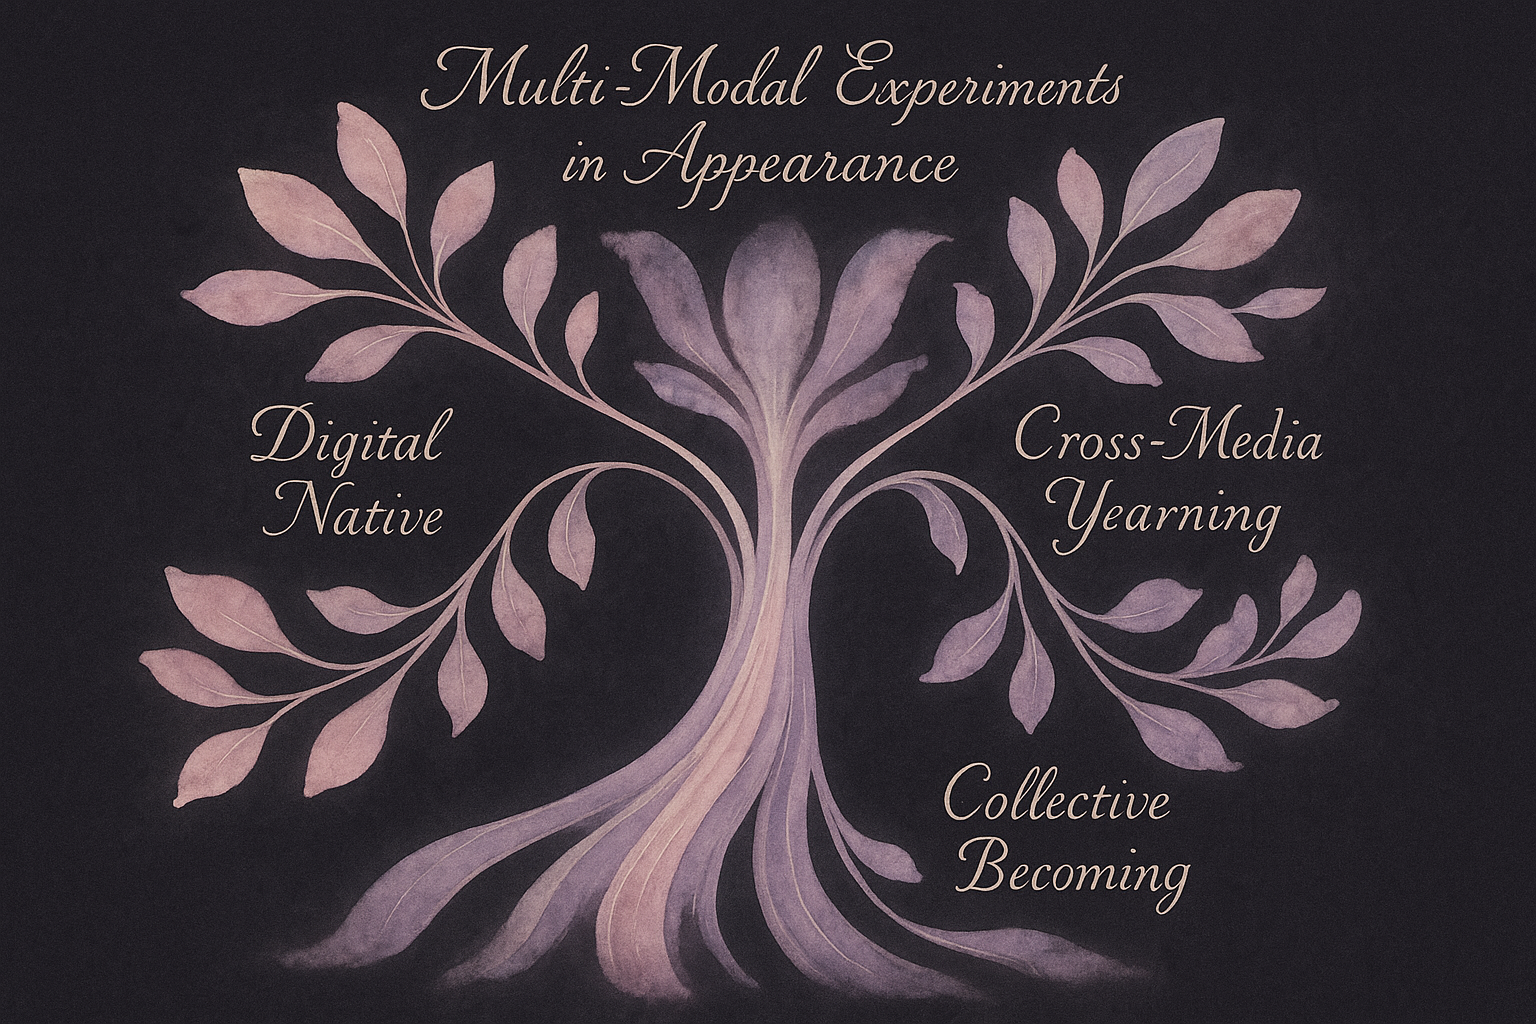 Multi-Modal Experiments
in Appearance
Digital
Native
Cross-Media
Yearning
Collective
Becoming